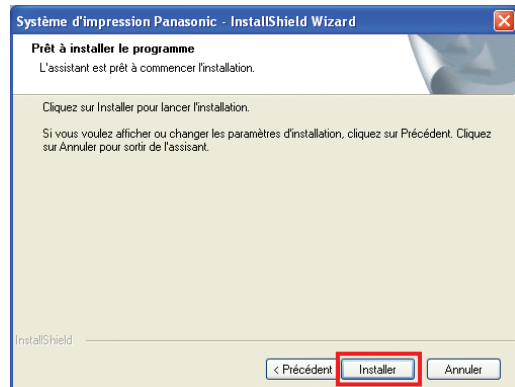 Système d'impression Panasonic - InstallShield Wizard
Prêt à installer le programme
L'assistant est prêt à commencer l'installation.
Cliquez sur Installer pour lancer l'installation.
Si vous voulez afficher ou changer les paramètres d'installation, cliquez sur Précédent. Cliquez
sur Annuler pour sortir de l'assisant.
InstallShield
< Précédent Installer Annuler